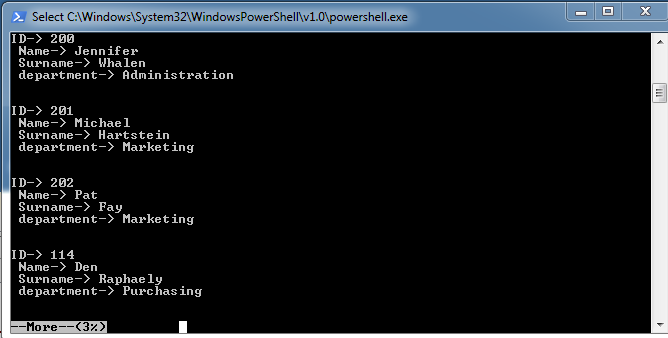 Select C:\Windows\System32\WindowsPowerShell\v1.0\powershell.exe
ID-> 200
Name-> Jennifer
Surname-> Whalen
department-> Administration
ID-> 201
Name-> Michael
Surname-> Hartstein
department-> Marketing
ID-> 202
Name-> Pat
Surname-> Fay
department-> Marketing
ID-> 114
Name-> Den
Surname-> Raphaely
department-> Purchasing
--More--(3%)